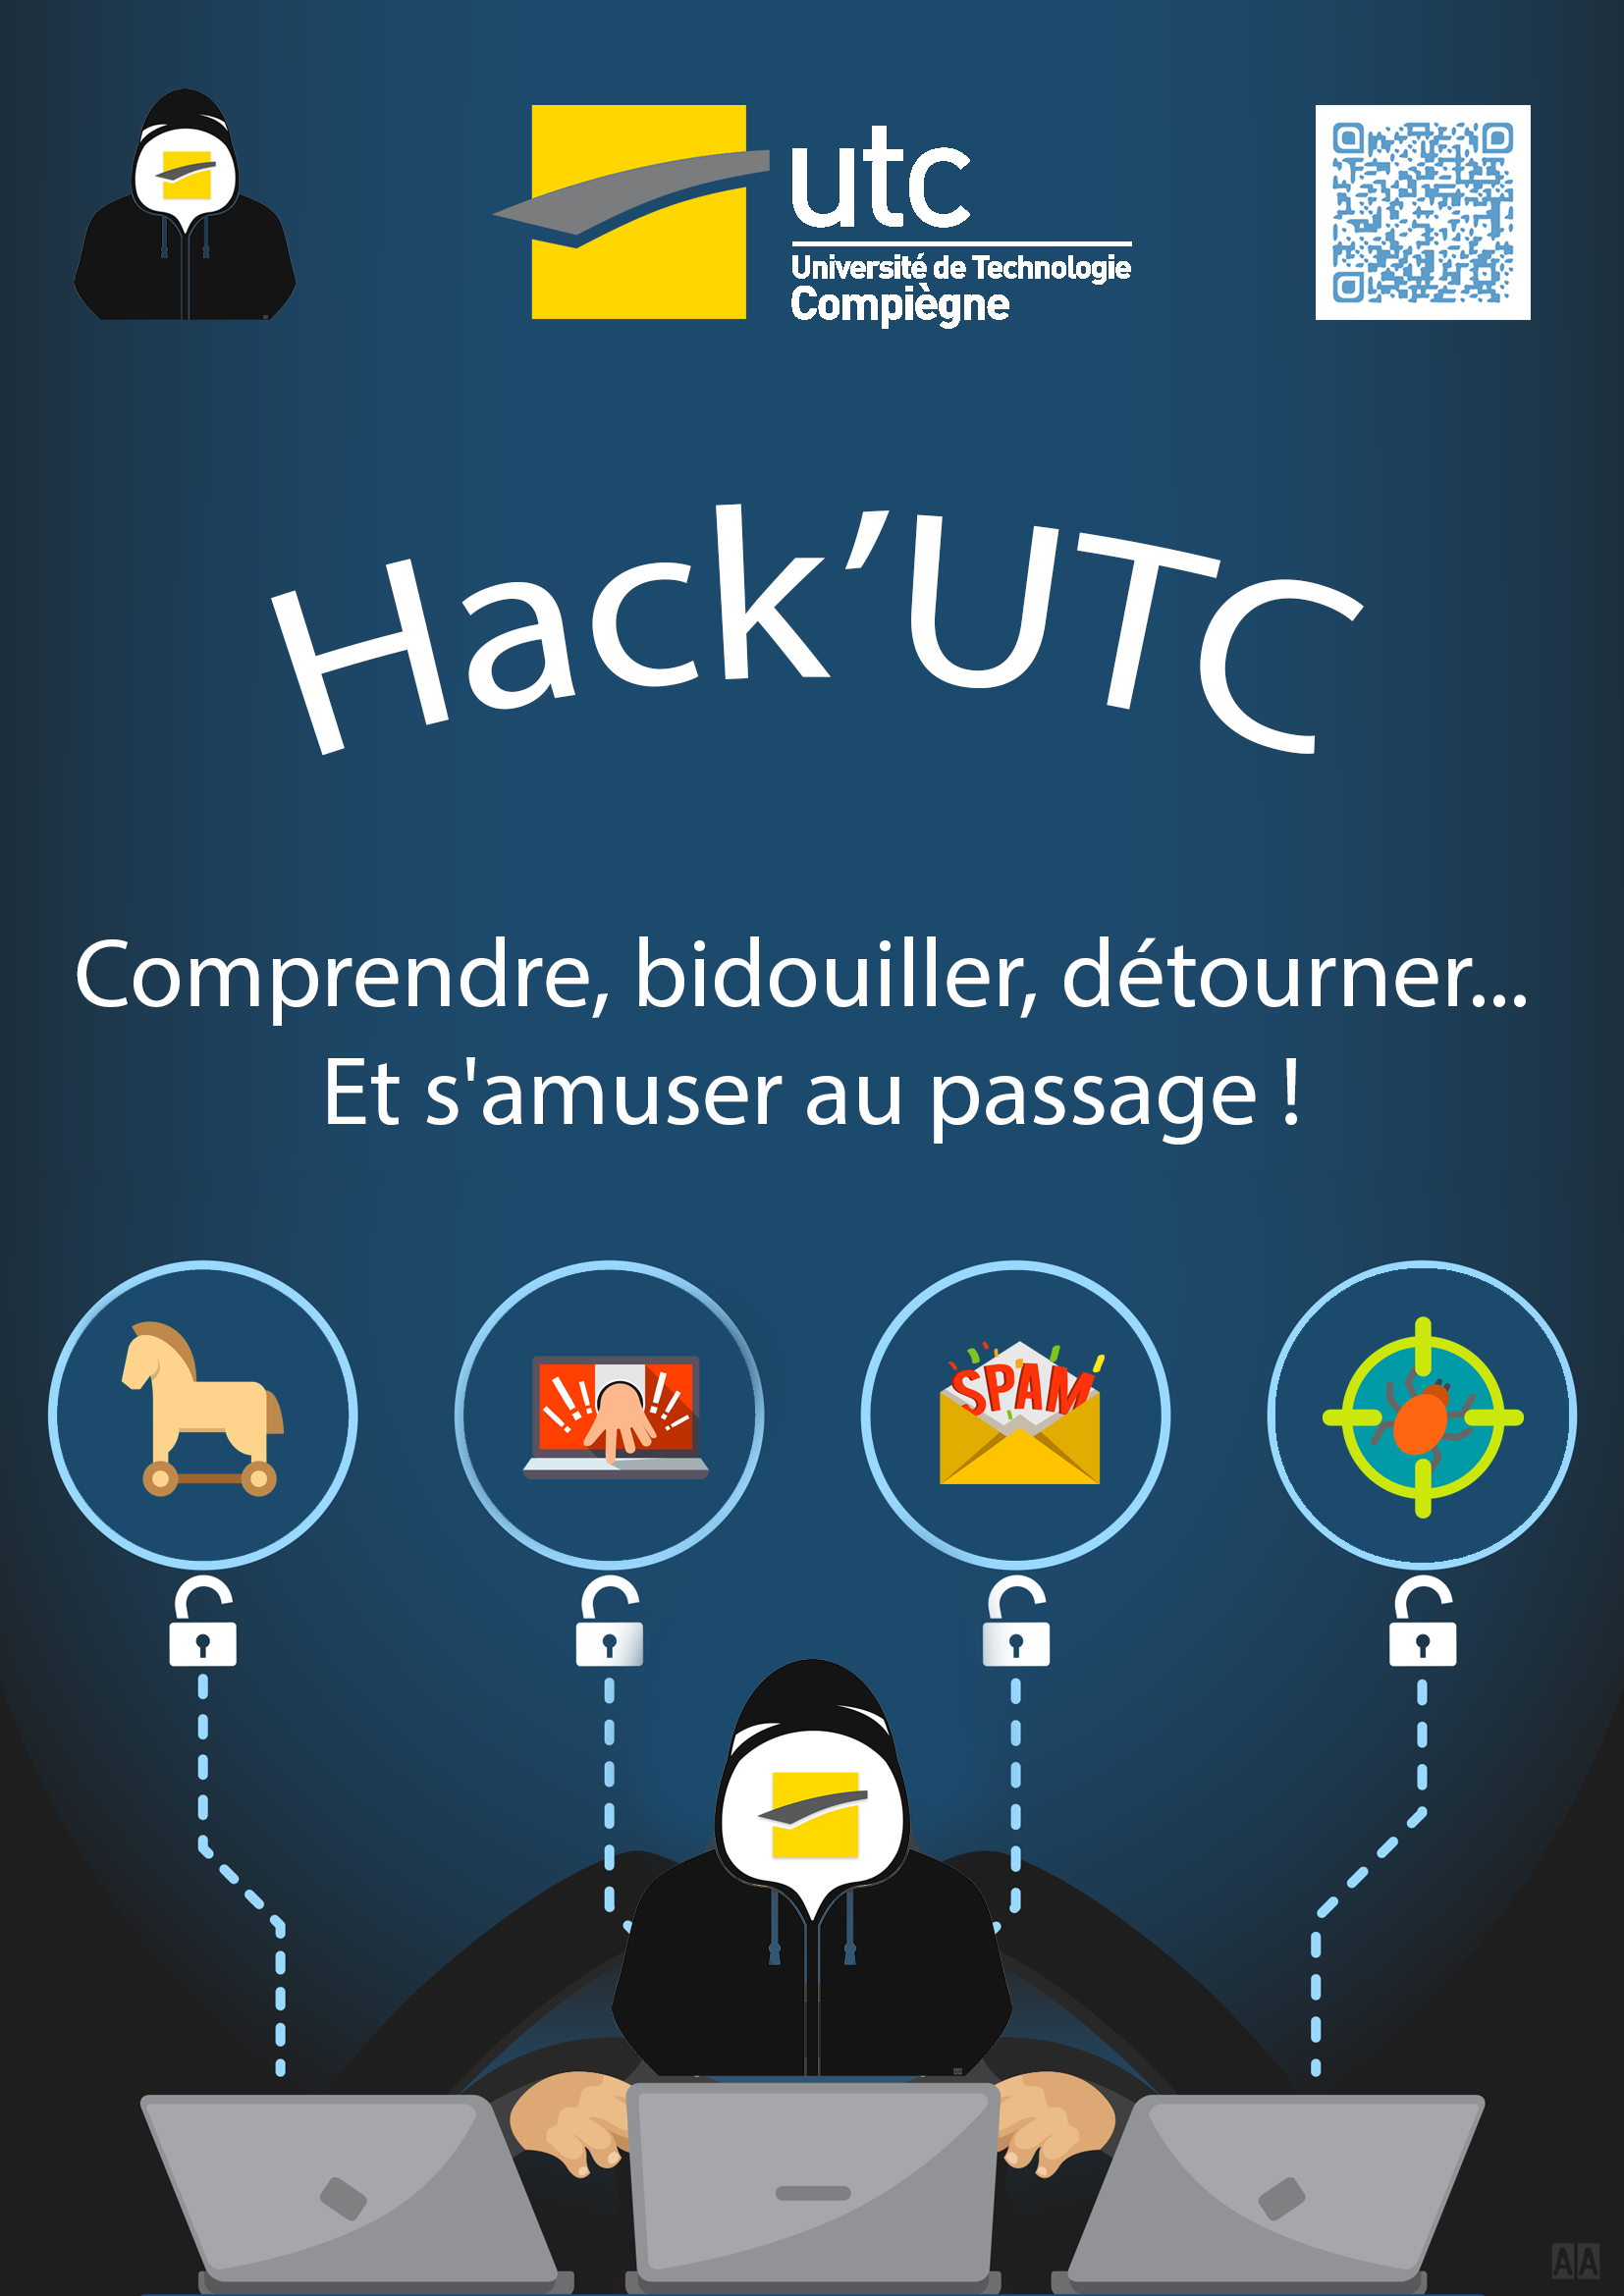 utc
Université de Technologie
Compiègne
Hack’UTC
Comprendre, bidouiller, détourner...
Et s'amuser au passage !
SPAM
AA